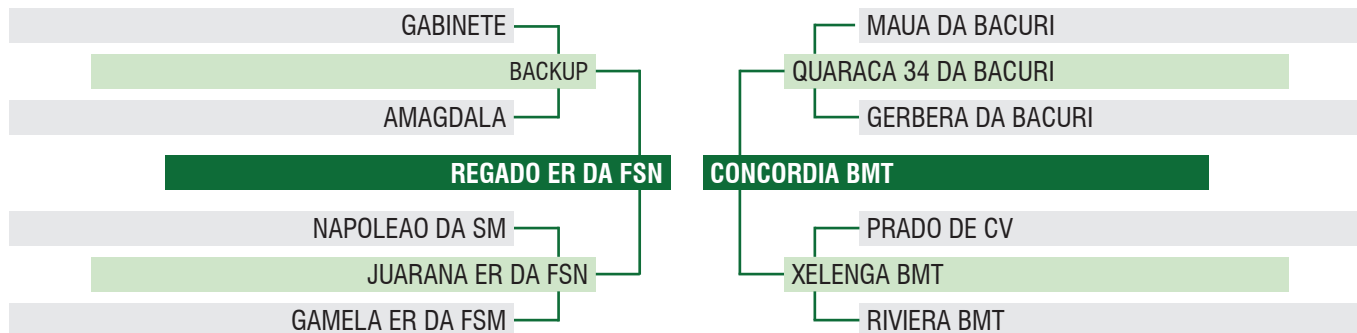 GABINETE
MAUA DA BACURI
BACKUP
QUARACA 34 DA BACURI
AMAGDALA
GERBERA DA BACURI
REGADO ER DA FSN
CONCORDIA BMT
NAPOLEAO DA SM
PRADO DE CV
JUARANA ER DA FSN
XELENGA BMT
GAMELA ER DA FSM
RIVIERA BMT